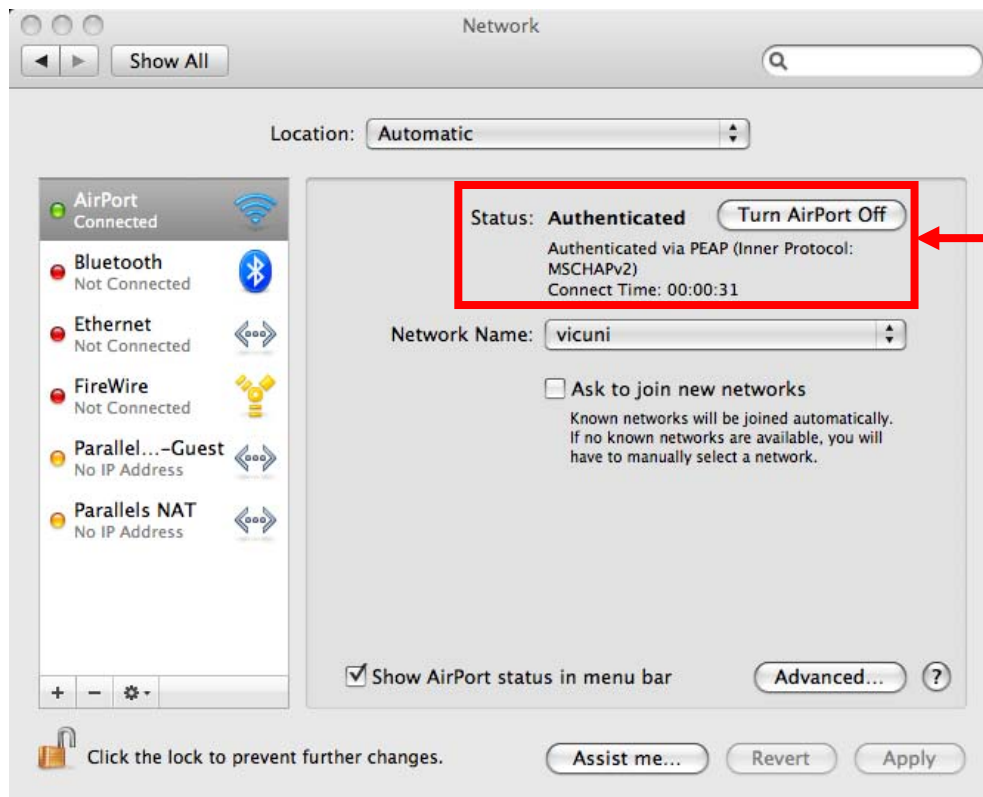 Network
Show All
Location: Automatic
AirPort
Connected
Bluetooth
Not Connected
Ethernet
Not Connected
FireWire
Not Connected
Parallel...-Guest
No IP Address
Parallels NAT
No IP Address
Status: Authenticated Turn AirPort Off
Authenticated via PEAP (Inner Protocol:
MSCHAPv2)
Connect Time: 00:00:31
Network Name: vicuni
Ask to join new networks
Known networks will be joined automatically.
If no known networks are available, you will
have to manually select a network.
Show AirPort status in menu bar Advanced... ?
Click the lock to prevent further changes. Assist me... Revert Apply